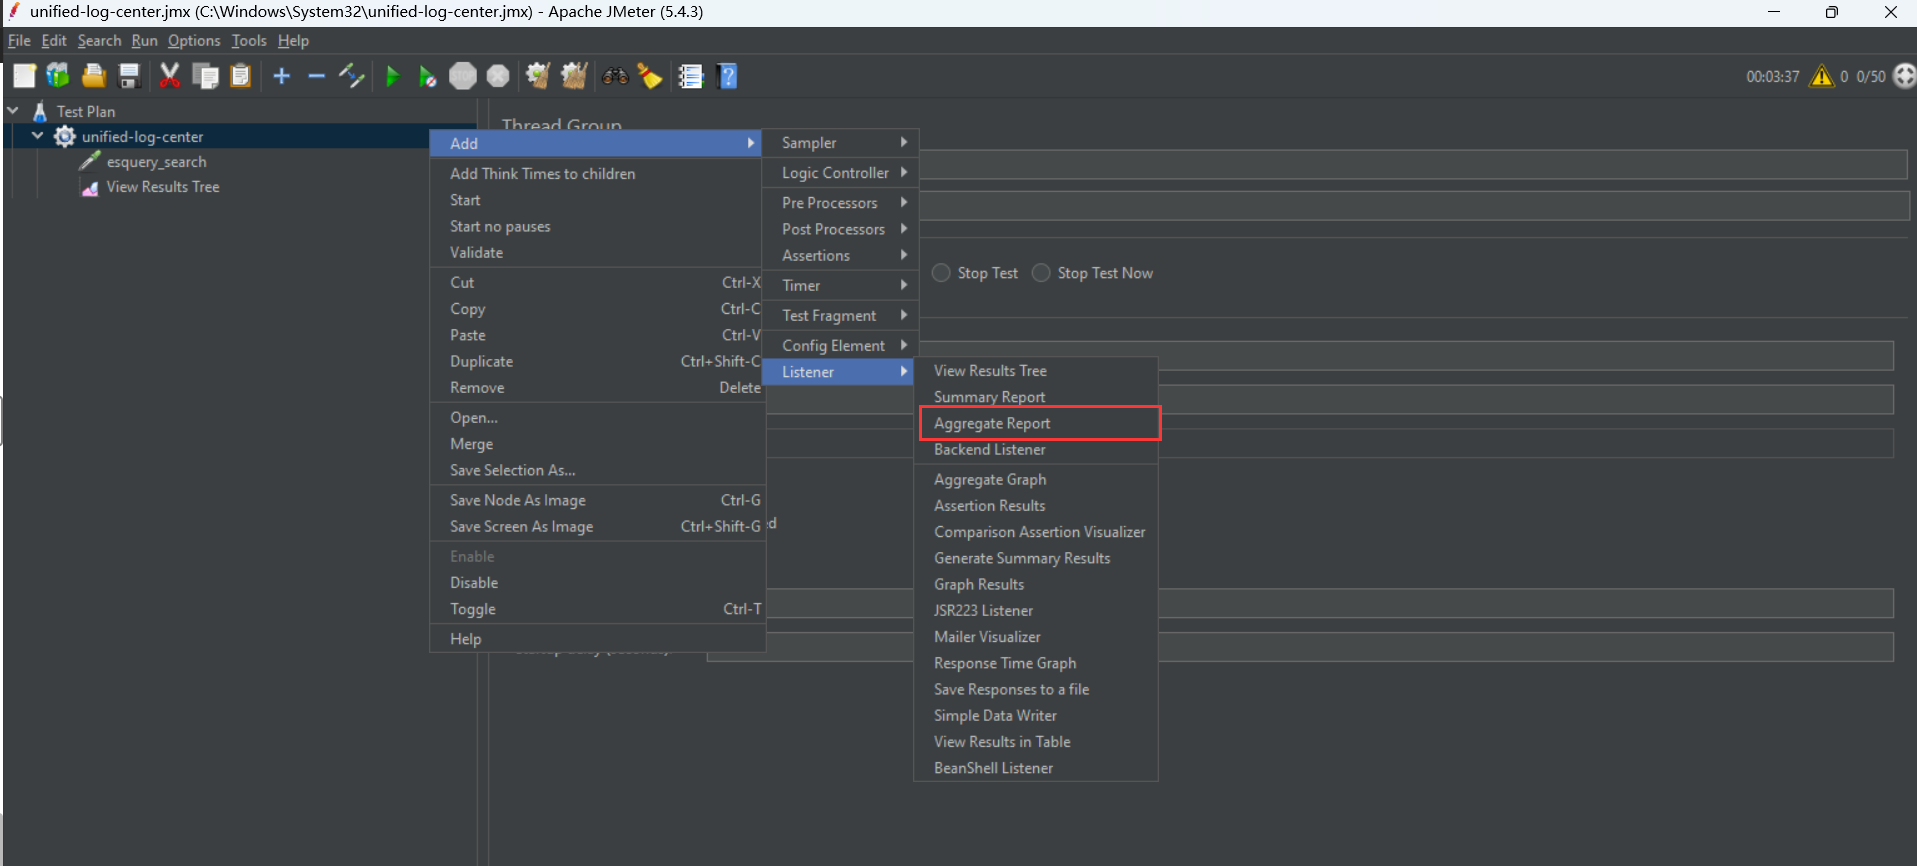 unified-log-center.jmx (C:\Windows\System32\unified-log-center.jmx) - Apache JMeter (5.4.3)
File Edit Search Run Options Tools Help
00:03:37 0 0/50
Test Plan
unified-log-center
esquery_search
View Results Tree
Thread Group
Add
Add Think Times to children
Start
Start no pauses
Validate
Cut Ctrl-X
Copy Ctrl-C
Paste Ctrl-V
Duplicate Ctrl+Shift-C
Remove Delete
Open...
Merge
Save Selection As...
Save Node As Image Ctrl-G
Save Screen As Image Ctrl+Shift-G
Enable
Disable
Toggle Ctrl-T
Help
Sampler
Logic Controller
Pre Processors
Post Processors
Assertions
Timer
Test Fragment
Config Element
Listener
Stop Test Stop Test Now
View Results Tree
Summary Report
Aggregate Report
Backend Listener
Aggregate Graph
Assertion Results
Comparison Assertion Visualizer
Generate Summary Results
Graph Results
JSR223 Listener
Mailer Visualizer
Response Time Graph
Save Responses to a file
Simple Data Writer
View Results in Table
BeanShell Listener